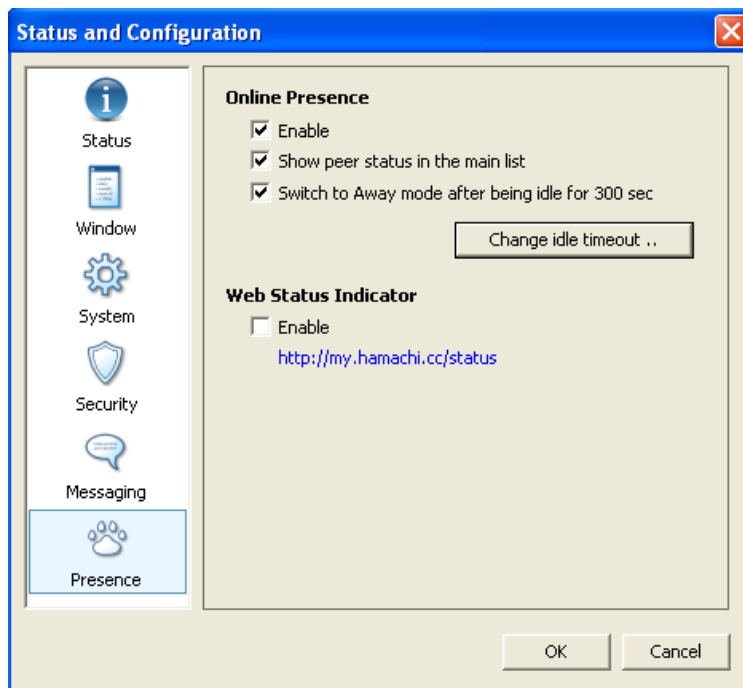 Status and Configuration
Status
Window
System
Security
Messaging
Presence
Online Presence
Enable
Show peer status in the main list
Switch to Away mode after being idle for 300 sec
Change idle timeout ..
Web Status Indicator
Enable
http://my.hamachi.cc/status
OK
Cancel